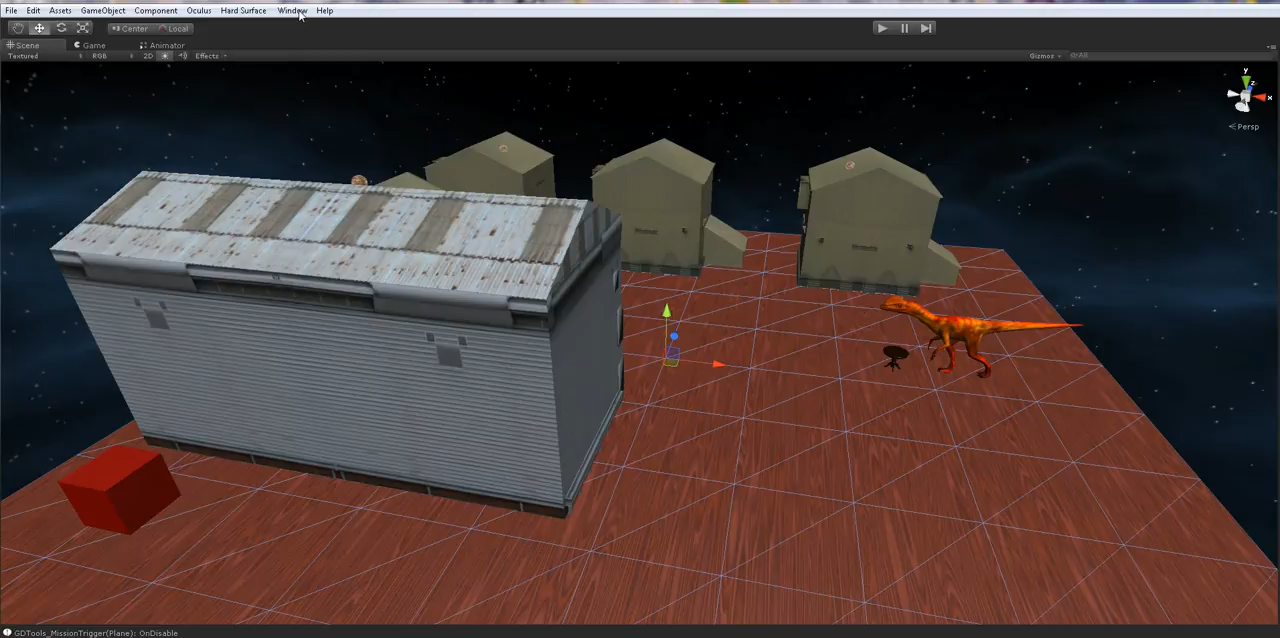 File Edit Assets GameObject Component Oculus Hard Surface Window Help
Center Local
Scene Game Animator
Textured RGB 2D Effects Gizmos All
y
z
x
Persp
GDTools_MissionTrigger(Plane): OnDisable